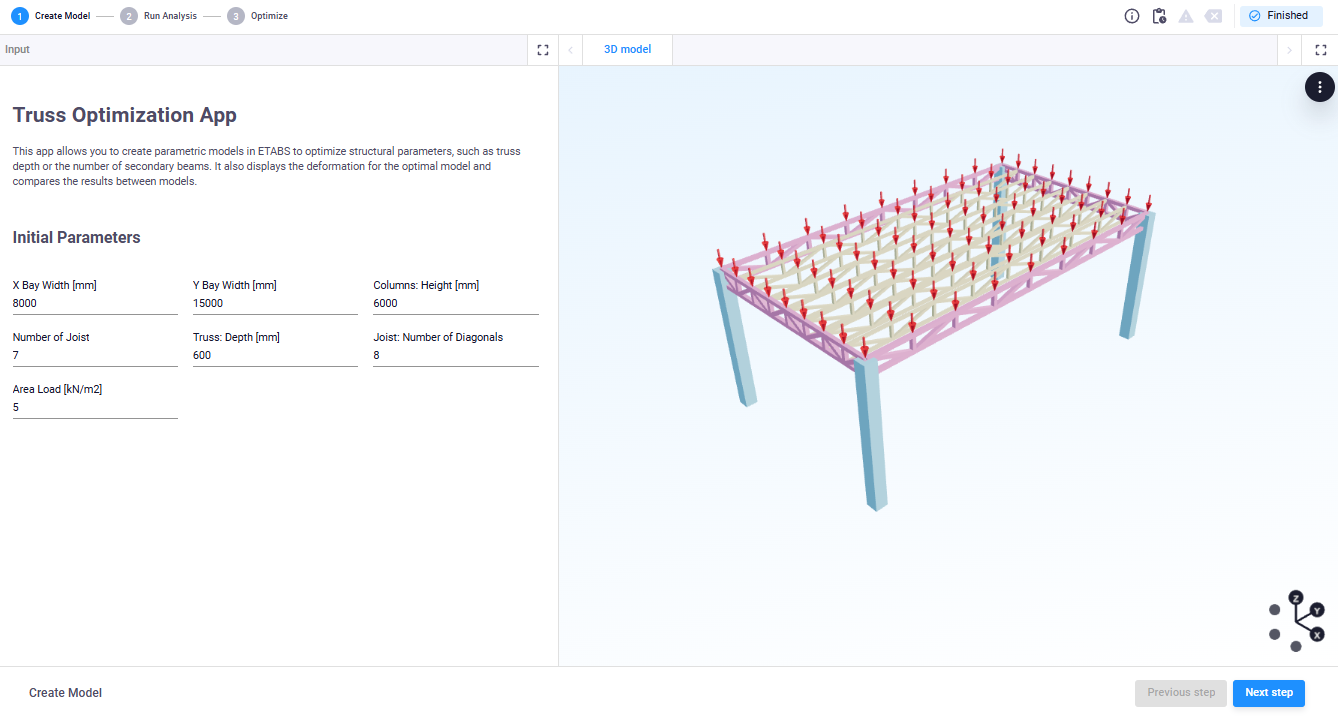 1 Create Model 2 Run Analysis 3 Optimize Finished
Input 3D model
Truss Optimization App
This app allows you to create parametric models in ETABS to optimize structural parameters, such as truss
depth or the number of secondary beams. It also displays the deformation for the optimal model and
compares the results between models.
Initial Parameters
X Bay Width [mm] Y Bay Width [mm] Columns: Height [mm]
8000 15000 6000
Number of Joist Truss: Depth [mm] Joist: Number of Diagonals
7 600 8
Area Load [kN/m2]
5
Z
Y
X
Create Model Previous step Next step